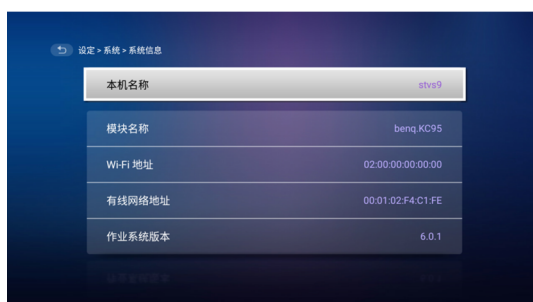 设定 > 系统 > 系统信息
本机名称 stvs9
模块名称 benq.KC95
Wi-Fi 地址 02:00:00:00:00:00
有线网络地址 00:01:02:F4:C1:FE
作业系统版本 6.0.1